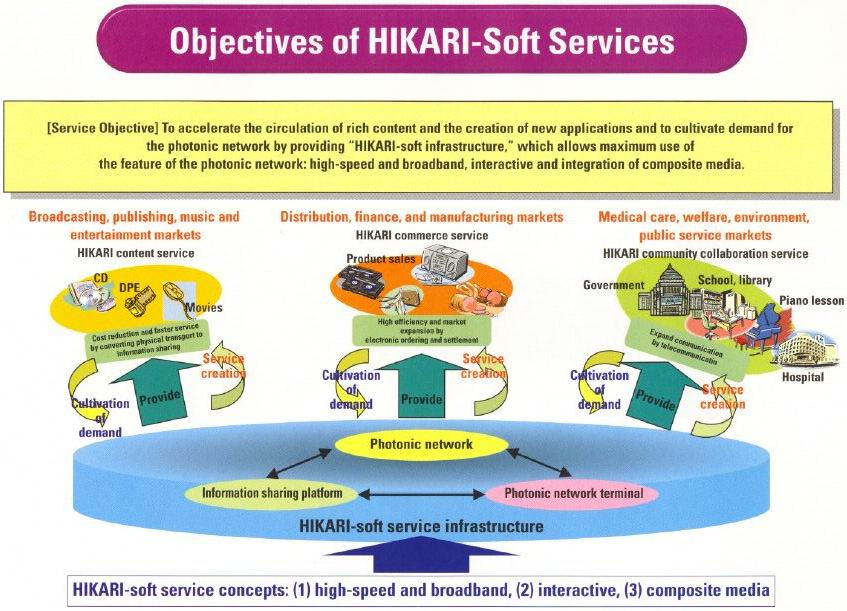 Objectives of HIKARI-Soft Services
[Service Objective] To accelerate the circulation of rich content and the creation of new applications and to cultivate demand for
the photonic network by providing "HIKARI-soft infrastructure," which allows maximum use of
the feature of the photonic network: high-speed and broadband, interactive and integration of composite media.
Broadcasting, publishing, music and
entertainment markets
HIKARI content service
CD
DPE
Movies
Cost reduction and faster service
by converting physical transport to
information sharing
Cultivation
of
demand
Provide
Service
creation
Distribution, finance, and manufacturing markets
HIKARI commerce service
Product sales
High efficiency and market
expansion by
electronic ordering and settlement
Cultivation
of
demand
Provide
Service
creation
Medical care, welfare, environment,
public service markets
HIKARI community collaboration service
Government
School, library
Piano lesson
Hospital
Expand communication
by telecommunicatin
Cultivation
of
demand
Provide
Service
creation
Photonic network
Information sharing platform
Photonic network terminal
HIKARI-soft service infrastructure
HIKARI-soft service concepts: (1) high-speed and broadband, (2) interactive, (3) composite media